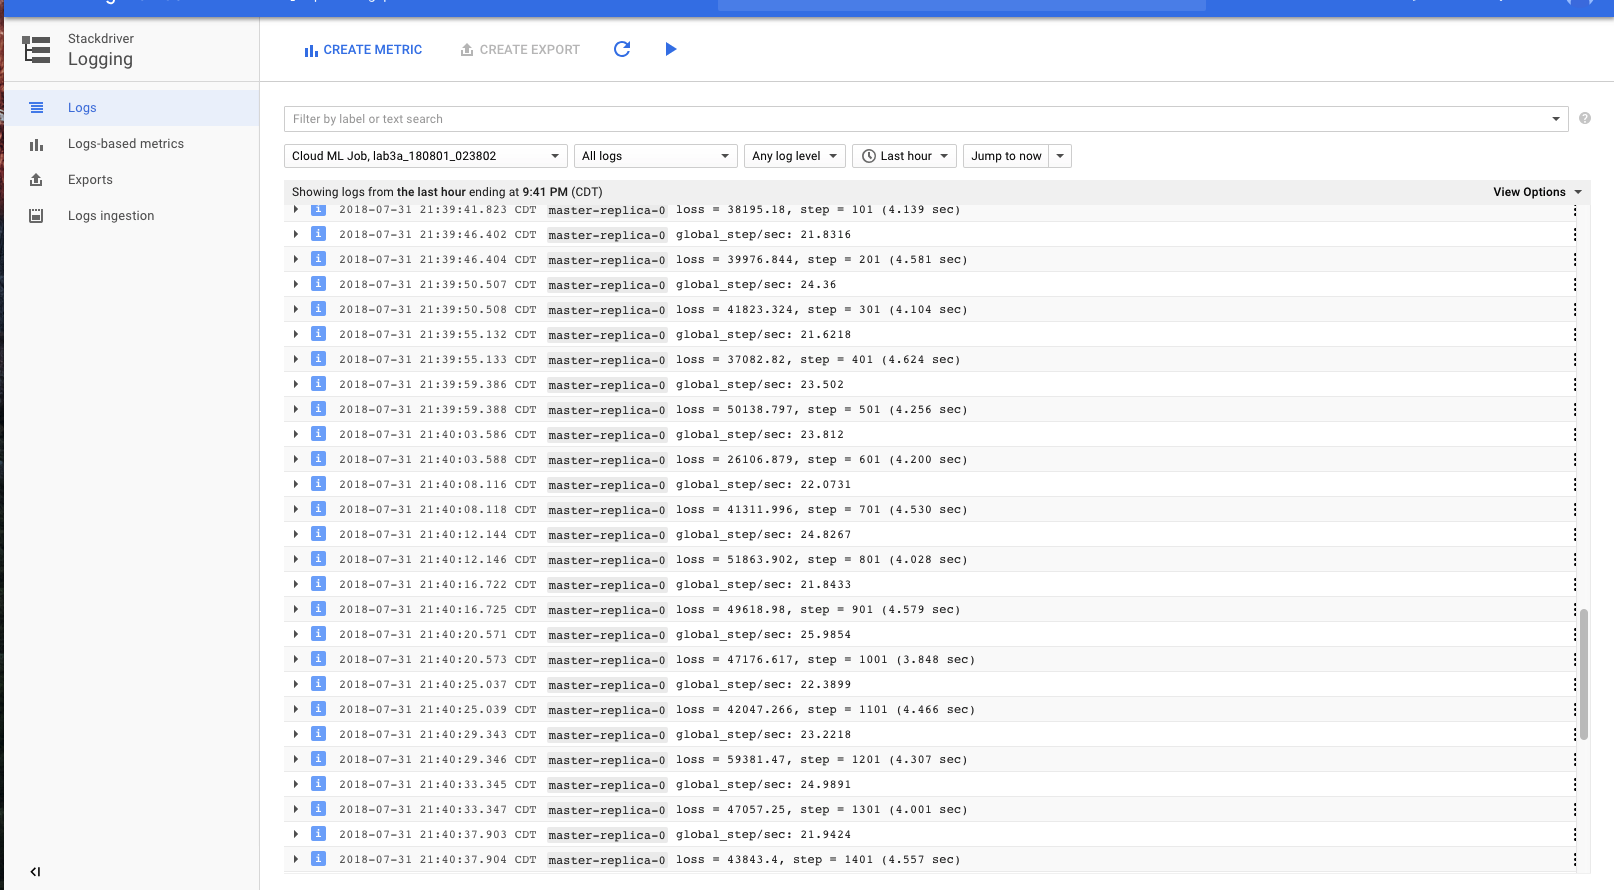 Stackdriver
Logging
CREATE METRIC
CREATE EXPORT
Logs
Logs-based metrics
Exports
Logs ingestion
Filter by label or text search
Cloud ML Job, lab3a_180801_023802
All logs
Any log level
Last hour
Jump to now
Showing logs from the last hour ending at 9:41 PM (CDT)
View Options
i 2018-07-31 21:39:41.823 CDT master-replica-0 loss = 38195.18, step = 101 (4.139 sec)
i 2018-07-31 21:39:46.402 CDT master-replica-0 global_step/sec: 21.8316
i 2018-07-31 21:39:46.404 CDT master-replica-0 loss = 39976.844, step = 201 (4.581 sec)
i 2018-07-31 21:39:50.507 CDT master-replica-0 global_step/sec: 24.36
i 2018-07-31 21:39:50.508 CDT master-replica-0 loss = 41823.324, step = 301 (4.104 sec)
i 2018-07-31 21:39:55.132 CDT master-replica-0 global_step/sec: 21.6218
i 2018-07-31 21:39:55.133 CDT master-replica-0 loss = 37082.82, step = 401 (4.624 sec)
i 2018-07-31 21:39:59.386 CDT master-replica-0 global_step/sec: 23.502
i 2018-07-31 21:39:59.388 CDT master-replica-0 loss = 50138.797, step = 501 (4.256 sec)
i 2018-07-31 21:40:03.586 CDT master-replica-0 global_step/sec: 23.812
i 2018-07-31 21:40:03.588 CDT master-replica-0 loss = 26106.879, step = 601 (4.200 sec)
i 2018-07-31 21:40:08.116 CDT master-replica-0 global_step/sec: 22.0731
i 2018-07-31 21:40:08.118 CDT master-replica-0 loss = 41311.996, step = 701 (4.530 sec)
i 2018-07-31 21:40:12.144 CDT master-replica-0 global_step/sec: 24.8267
i 2018-07-31 21:40:12.146 CDT master-replica-0 loss = 51863.902, step = 801 (4.028 sec)
i 2018-07-31 21:40:16.722 CDT master-replica-0 global_step/sec: 21.8433
i 2018-07-31 21:40:16.725 CDT master-replica-0 loss = 49618.98, step = 901 (4.579 sec)
i 2018-07-31 21:40:20.571 CDT master-replica-0 global_step/sec: 25.9854
i 2018-07-31 21:40:20.573 CDT master-replica-0 loss = 47176.617, step = 1001 (3.848 sec)
i 2018-07-31 21:40:25.037 CDT master-replica-0 global_step/sec: 22.3899
i 2018-07-31 21:40:25.039 CDT master-replica-0 loss = 42047.266, step = 1101 (4.466 sec)
i 2018-07-31 21:40:29.343 CDT master-replica-0 global_step/sec: 23.2218
i 2018-07-31 21:40:29.346 CDT master-replica-0 loss = 59381.47, step = 1201 (4.307 sec)
i 2018-07-31 21:40:33.345 CDT master-replica-0 global_step/sec: 24.9891
i 2018-07-31 21:40:33.347 CDT master-replica-0 loss = 47057.25, step = 1301 (4.001 sec)
i 2018-07-31 21:40:37.903 CDT master-replica-0 global_step/sec: 21.9424
i 2018-07-31 21:40:37.904 CDT master-replica-0 loss = 43843.4, step = 1401 (4.557 sec)